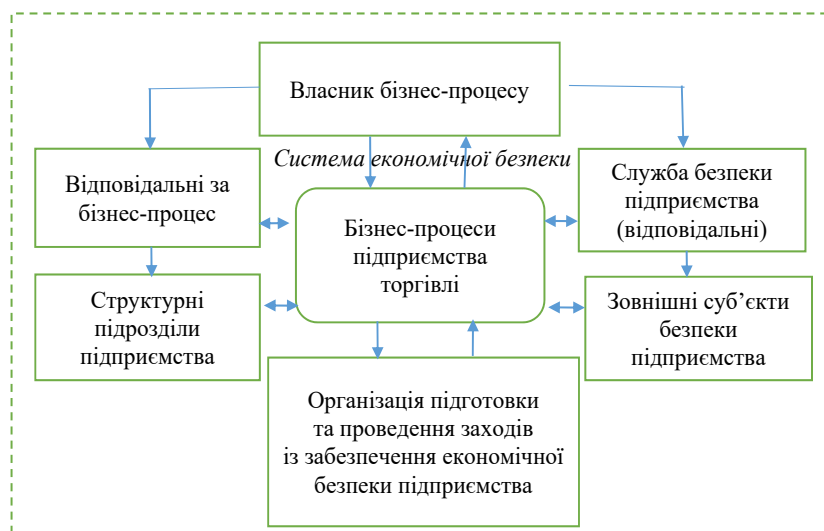 Власник бізнес-процесу
Система економічної безпеки
Відповідальні за
бізнес-процес
Служба безпеки
підприємства
(відповідальні)
Бізнес-процеси
підприємства
торгівлі
Структурні
підрозділи
підприємства
Зовнішні суб’єкти
безпеки
підприємства
Організація підготовки
та проведення заходів
із забезпечення економічної
безпеки підприємства